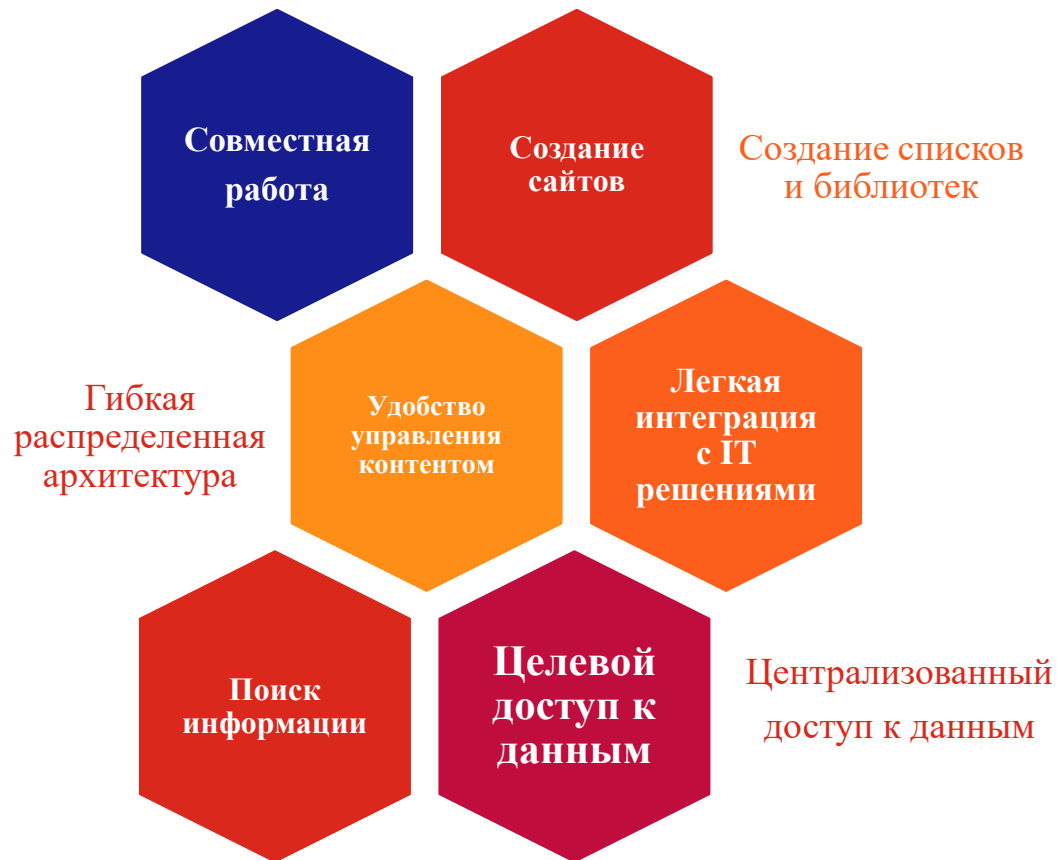 Совместная
работа
Создание
сайтов
Создание списков
и библиотек
Гибкая
распределенная
архитектура
Удобство
управления
контентом
Легкая
интеграция
с IT
решениями
Поиск
информации
Целевой
доступ к
данным
Централизованный
доступ к данным